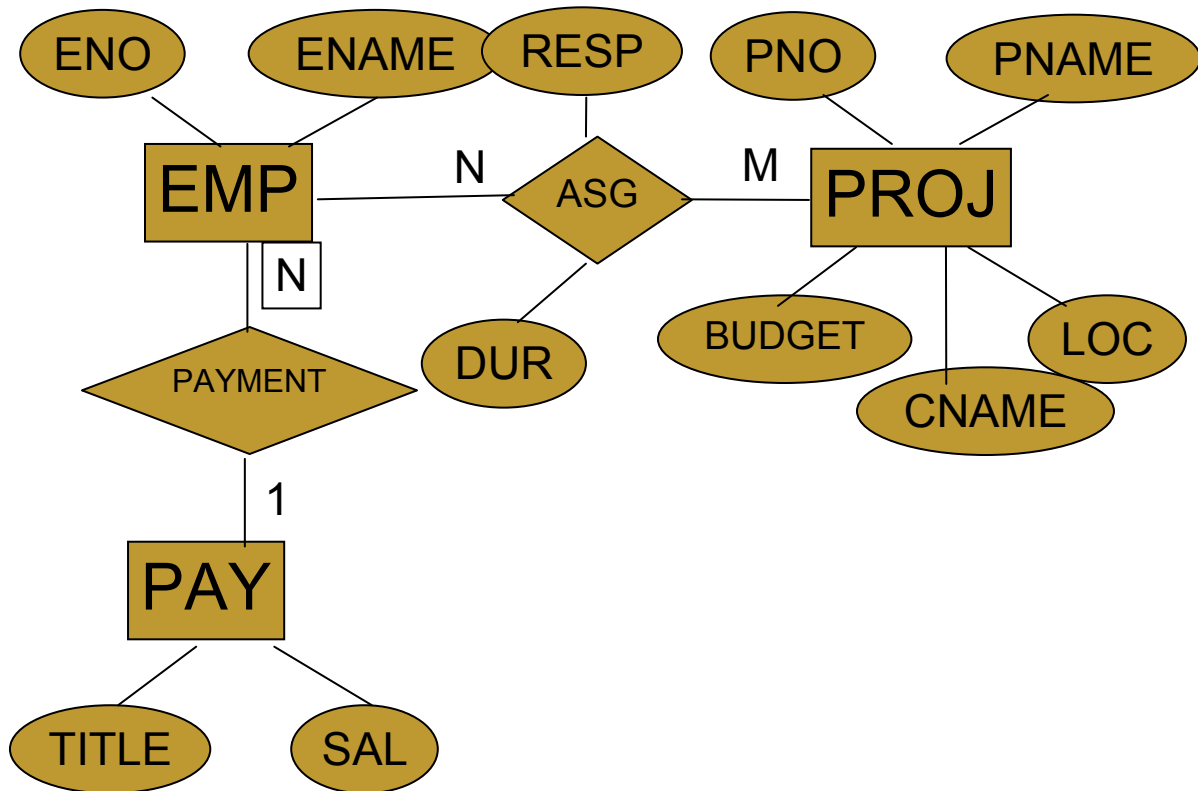 ENO
ENAME
RESP
PNO
PNAME
EMP
N
ASG
M
PROJ
N
BUDGET
LOC
DUR
PAYMENT
CNAME
1
PAY
TITLE
SAL